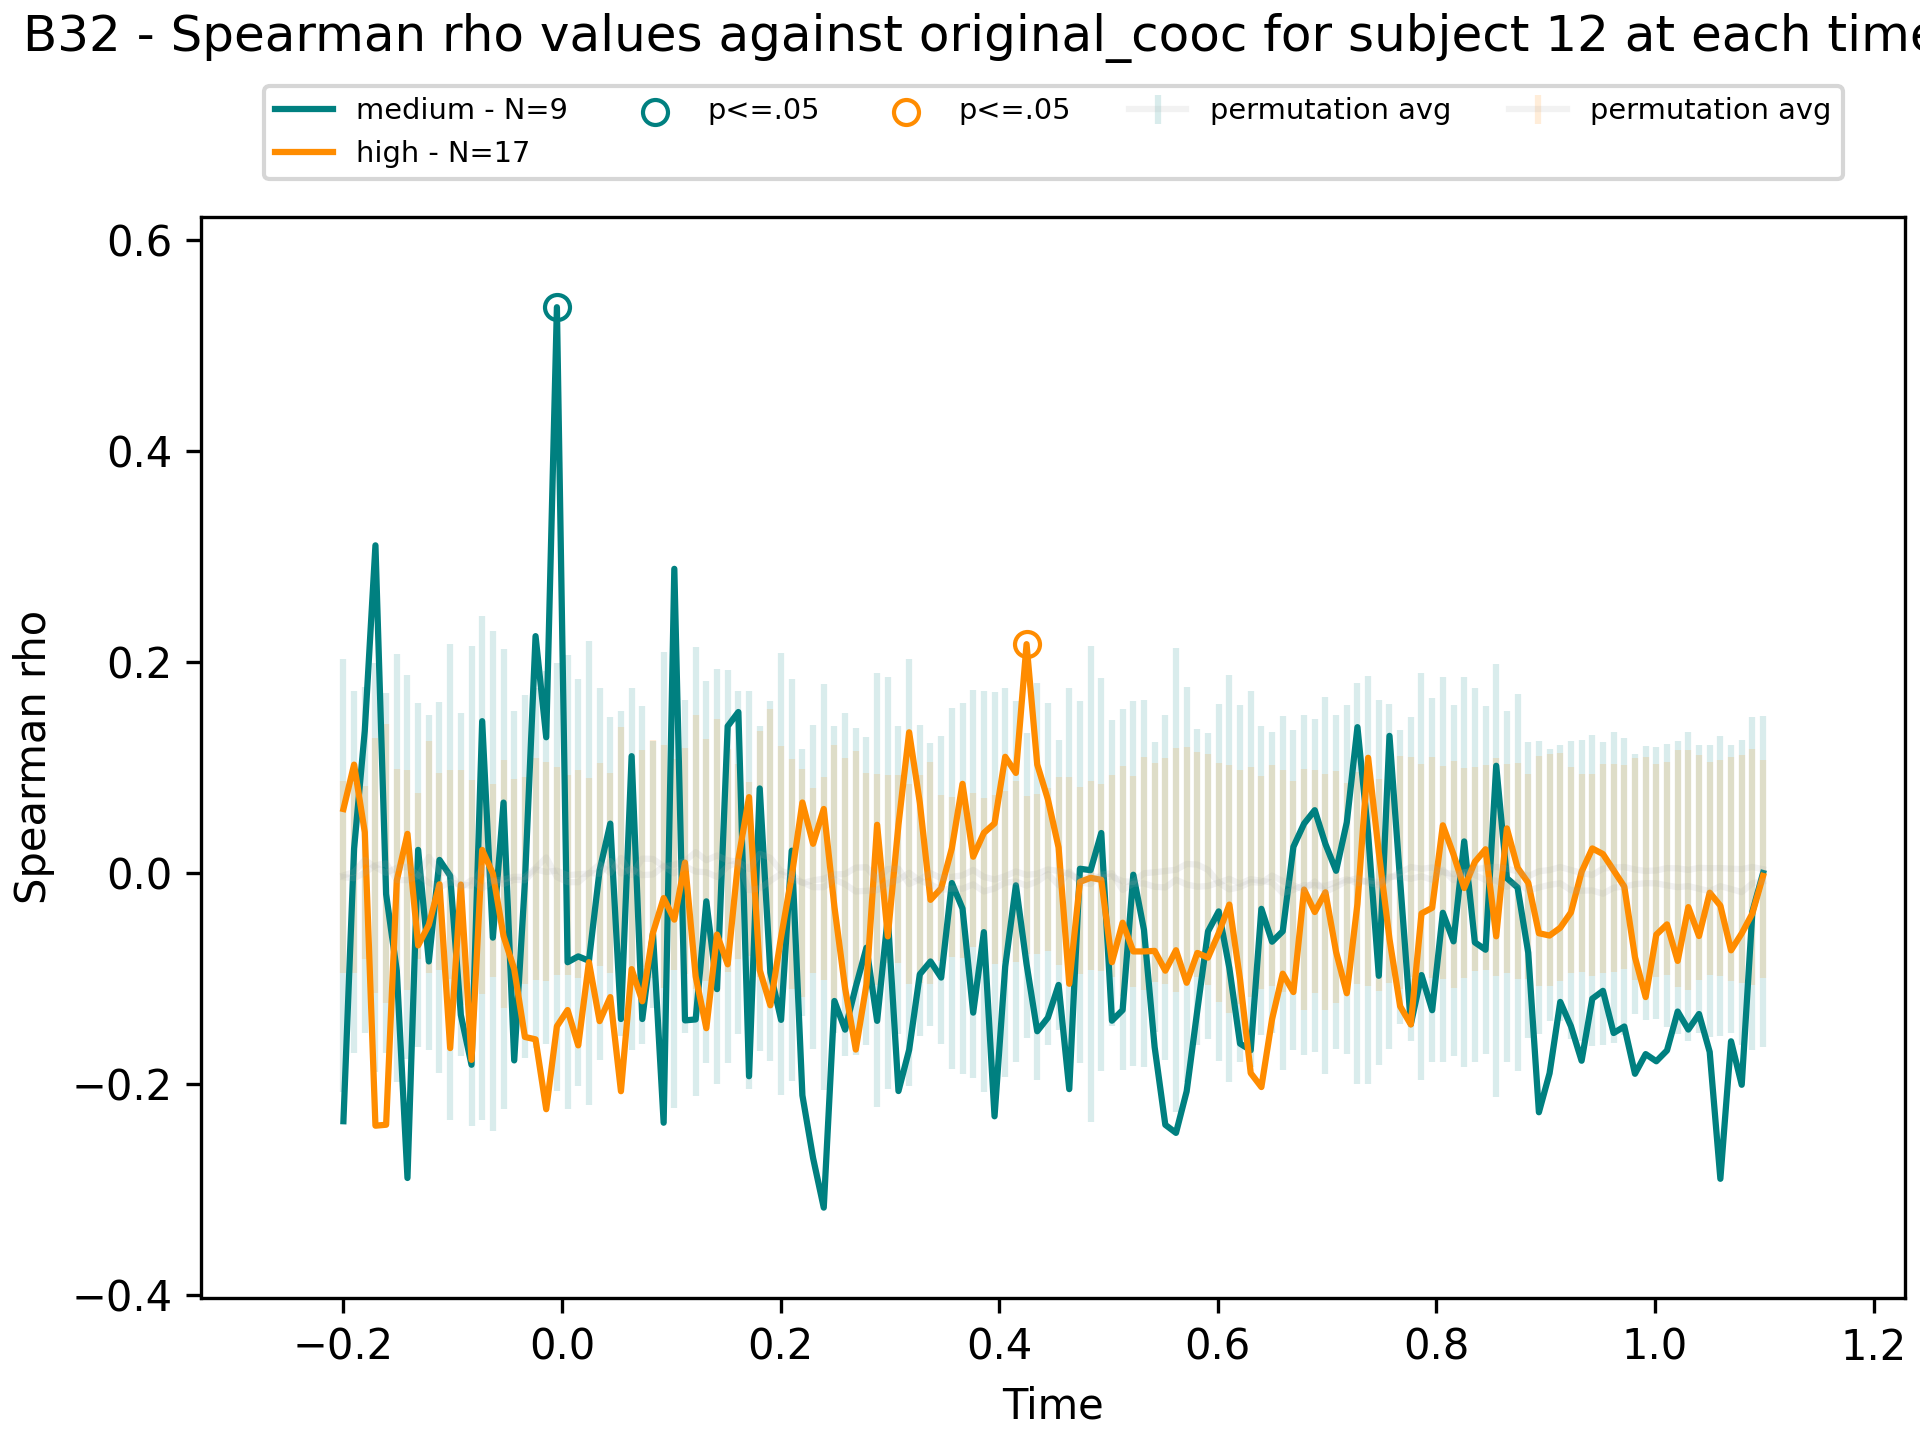 B32 - Spearman rho values against original_cooc for subject 12 at each time
medium - N=9
high - N=17
p<=.05
p<=.05
permutation avg
permutation avg
Spearman rho
0.6
0.4
0.2
0.0
−0.2
−0.4
−0.2 0.0 0.2 0.4 0.6 0.8 1.0 1.2
Time